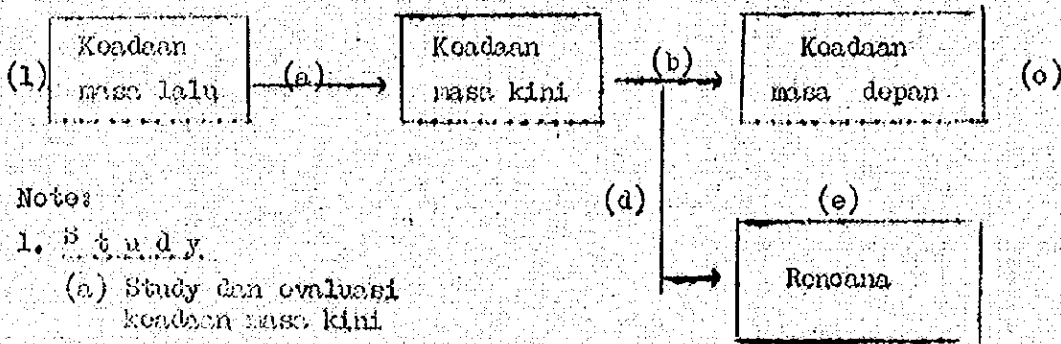 Keadaan masa lalu
Keadaan masa kini
Keadaan masa depan
(1) (a) (b) (c)
(d) (e)
Rencana
Note:
1. S t u d y
(a) Study dan evaluasi
keadaan masa kini